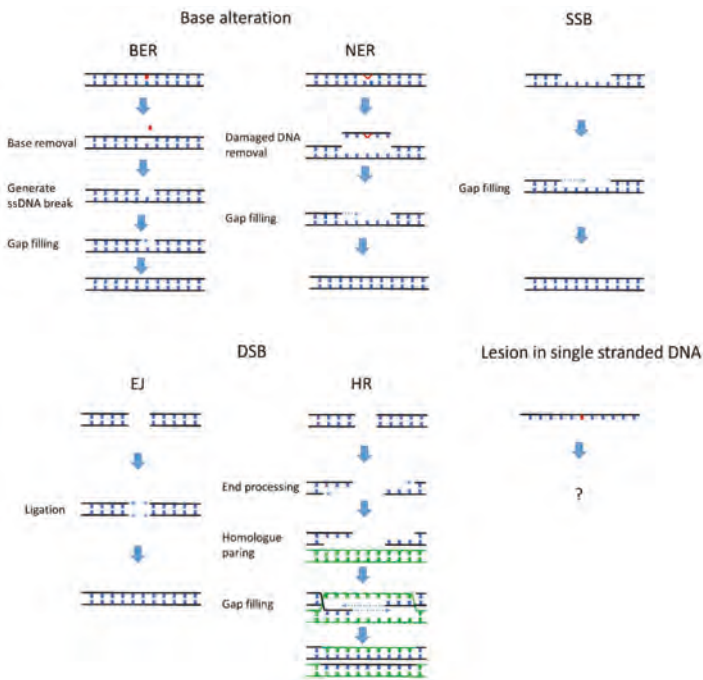 Base alteration
SSB
BER
NER
Base removal
Damaged DNA
removal
Generate
ssDNA break
Gap filling
Gap filling
Gap filling
DSB
Lesion in single stranded DNA
EJ
HR
End processing
Ligation
?
Homologue
paring
Gap filling